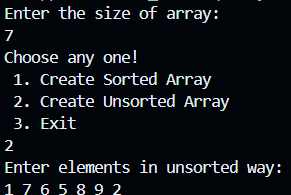 Enter the size of array:
7
Choose any one!
1. Create Sorted Array
2. Create Unsorted Array
3. Exit
2
Enter elements in unsorted way:
1 7 6 5 8 9 2